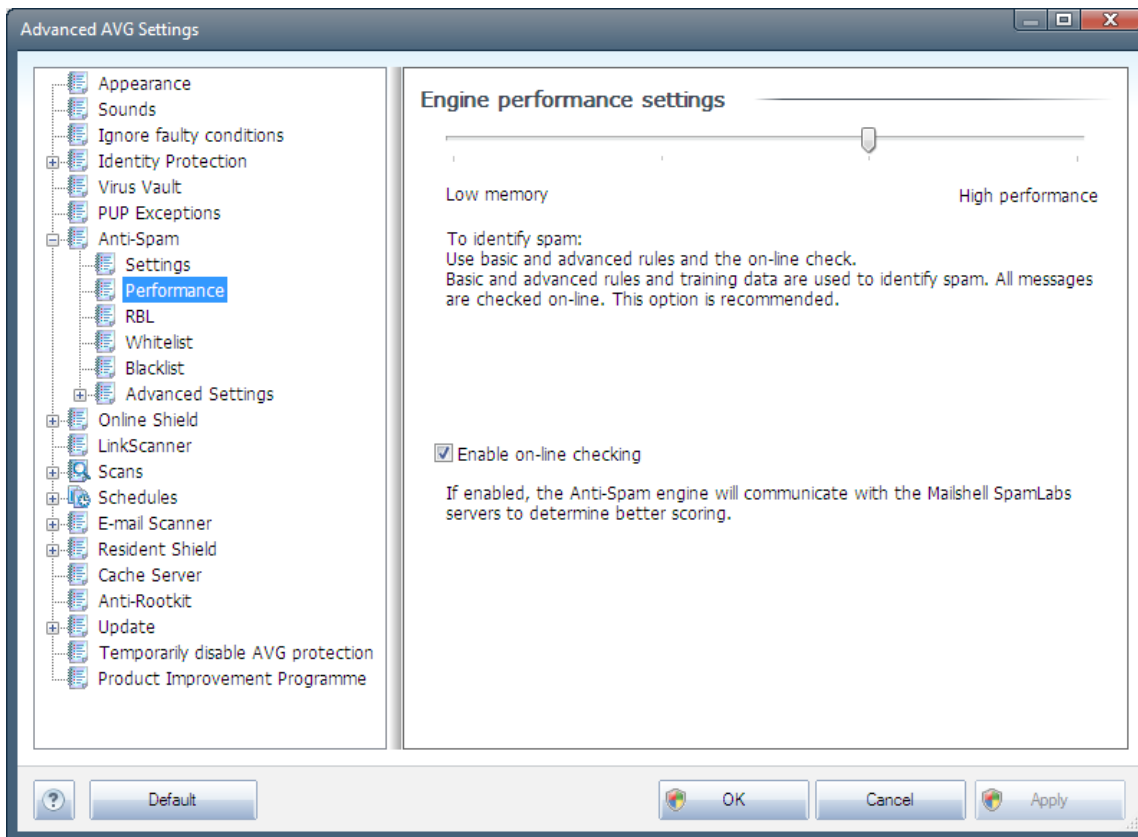 Advanced AVG Settings
Appearance
Sounds
Ignore faulty conditions
Identity Protection
Virus Vault
PUP Exceptions
Anti-Spam
Settings
Performance
RBL
Whitelist
Blacklist
Advanced Settings
Online Shield
LinkScanner
Scans
Schedules
E-mail Scanner
Resident Shield
Cache Server
Anti-Rootkit
Update
Temporarily disable AVG protection
Product Improvement Programme
Engine performance settings
Low memory
High performance
To identify spam:
Use basic and advanced rules and the on-line check.
Basic and advanced rules and training data are used to identify spam. All messages
are checked on-line. This option is recommended.
Enable on-line checking
If enabled, the Anti-Spam engine will communicate with the Mailshell SpamLabs
servers to determine better scoring.
?
Default
OK
Cancel
Apply